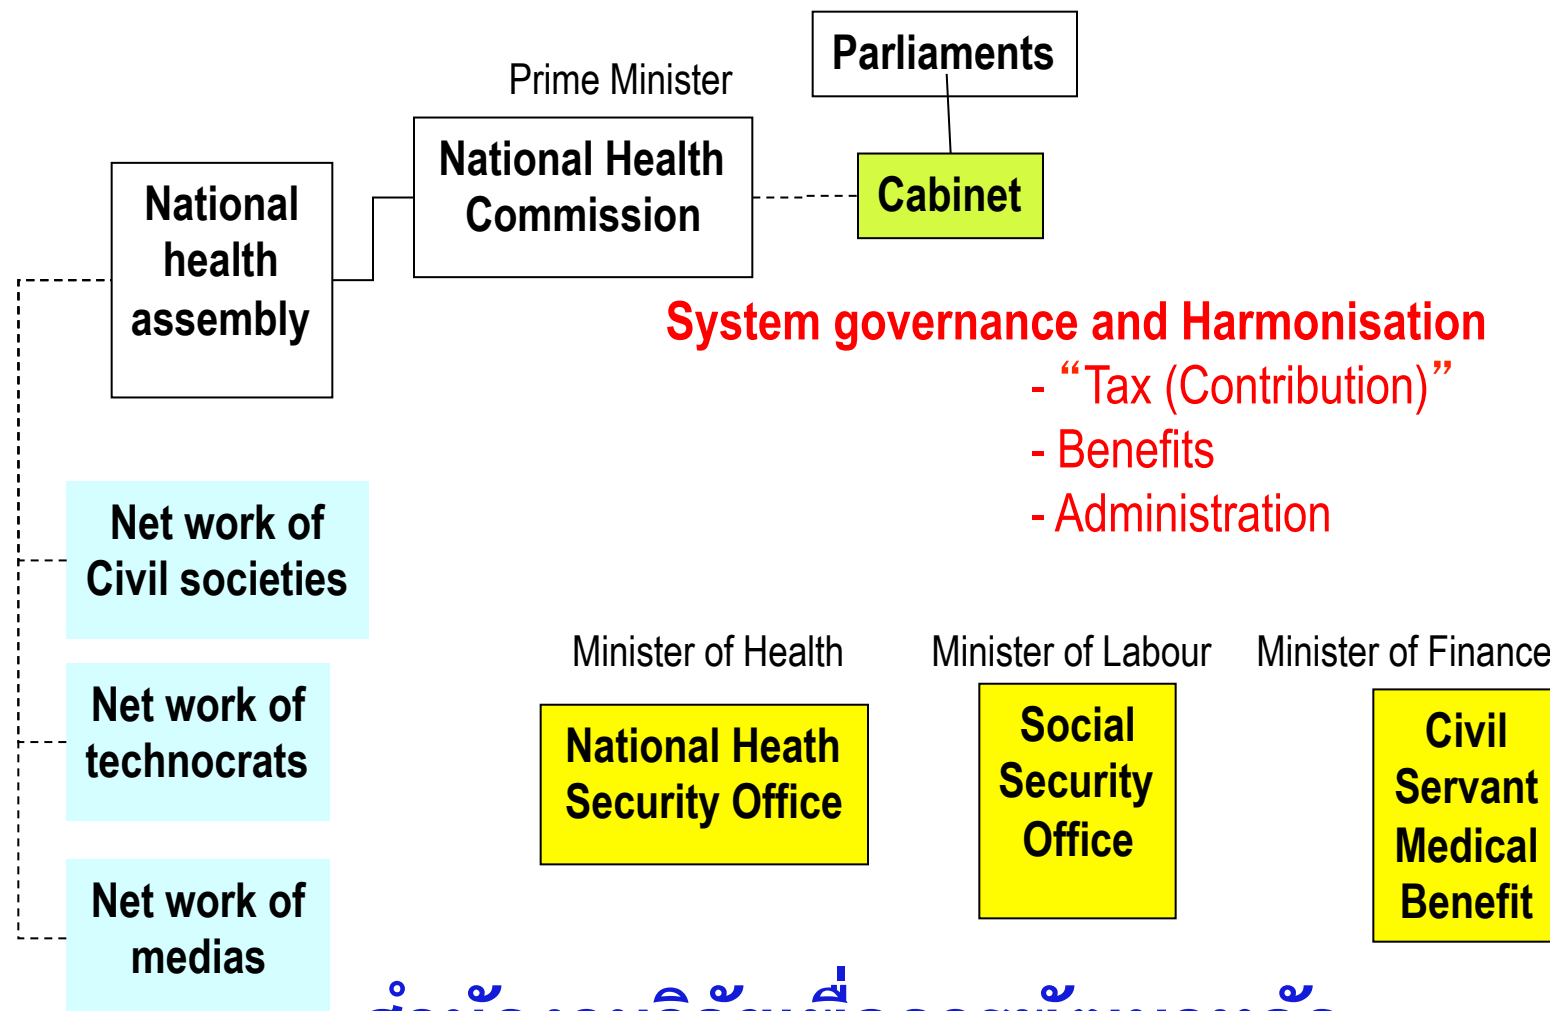 Parliaments
Prime Minister
National Health
Commission
Cabinet
National
health
assembly
System governance and Harmonisation
- “Tax (Contribution)”
- Benefits
- Administration
Net work of
Civil societies
Net work of
technocrats
Net work of
medias
Minister of Health
National Heath
Security Office
Minister of Labour
Social
Security
Office
Minister of Finance
Civil
Servant
Medical
Benefit